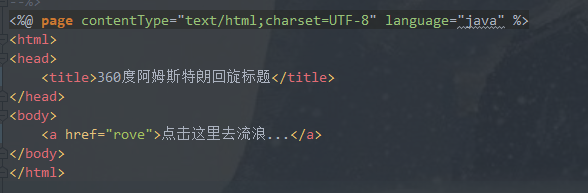 --%>
<%@ page contentType="text/html;charset=UTF-8" language="java" %>
<html>
<head>
    <title>360度阿姆斯特朗回旋标题</title>
</head>
<body>
    <a href="rove">点击这里去流浪...</a>
</body>
</html>